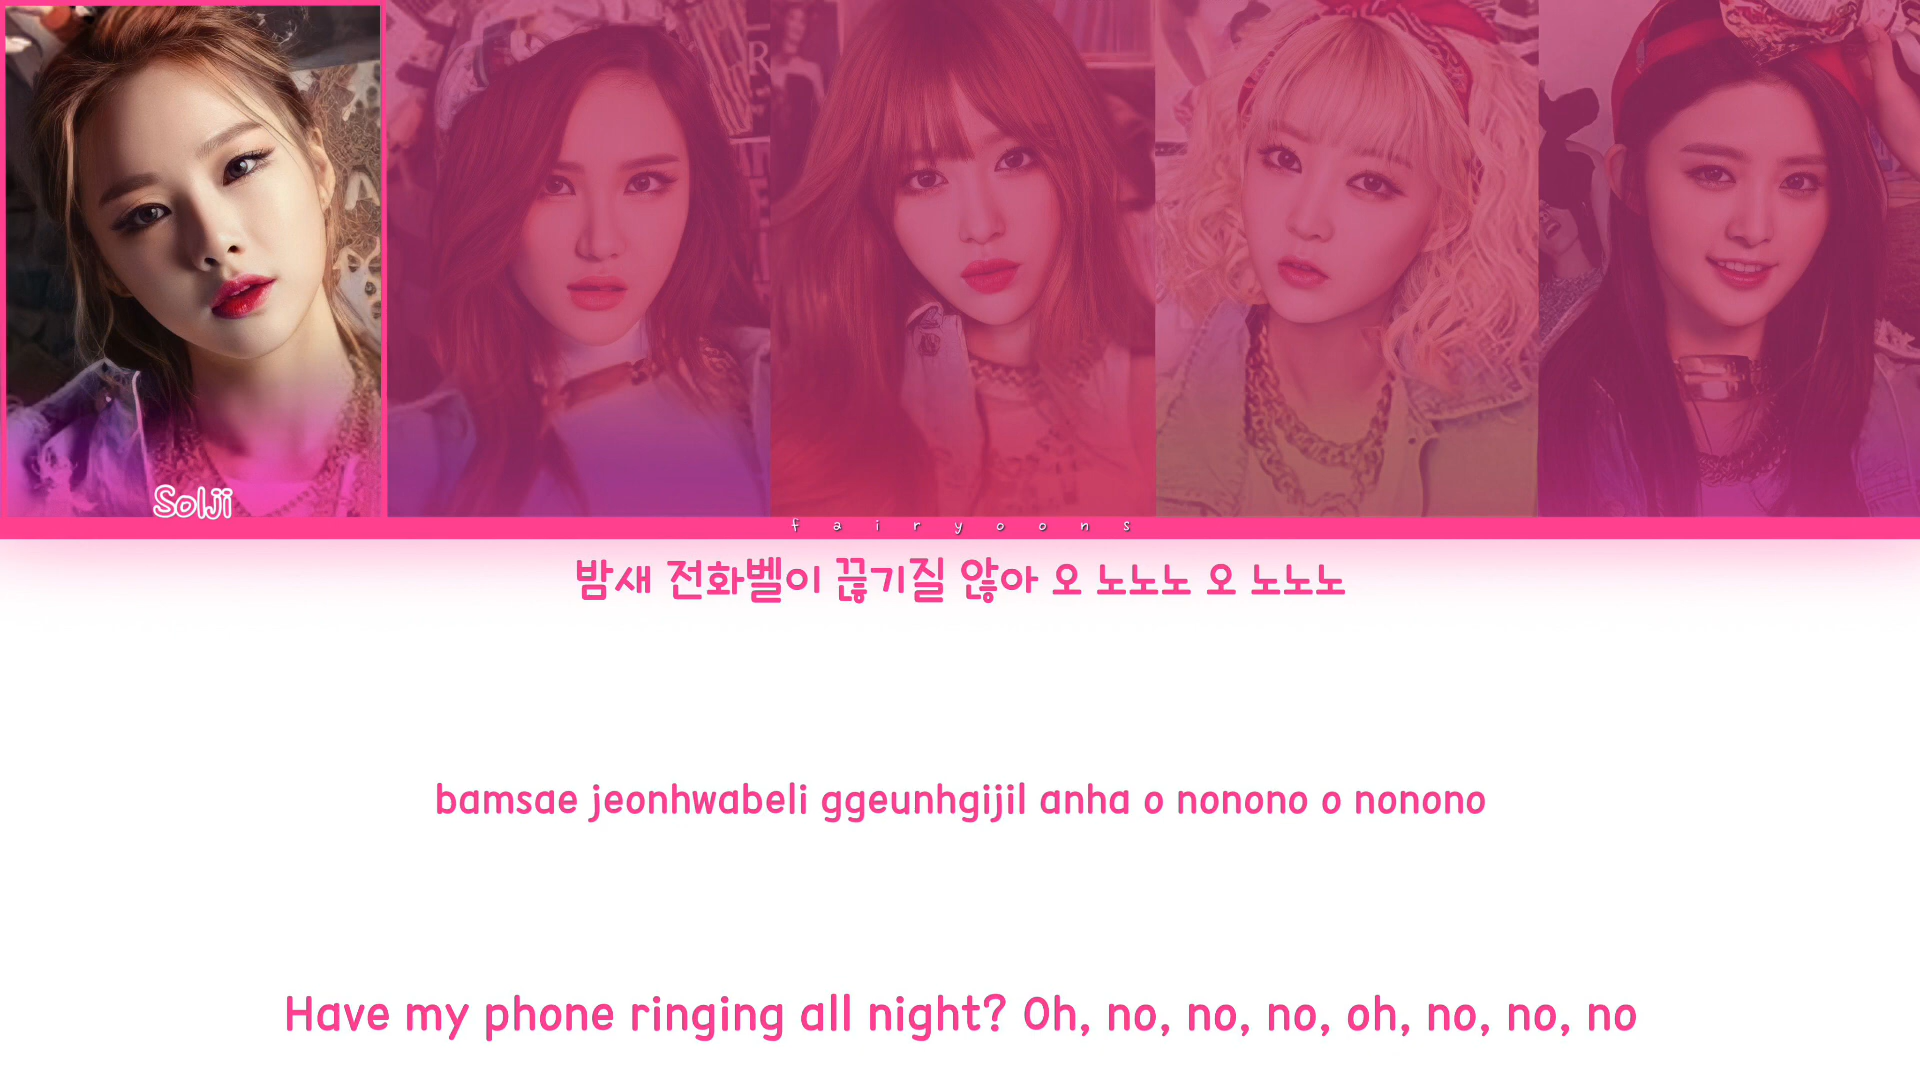 Solji
fairyoons
밤새 전화벨이 끊기질 않아 오 노노노 오 노노노
bamsae jeonhwabeli ggeunhgijil anha o nonono o nonono
Have my phone ringing all night? Oh, no, no, no, oh, no, no, no